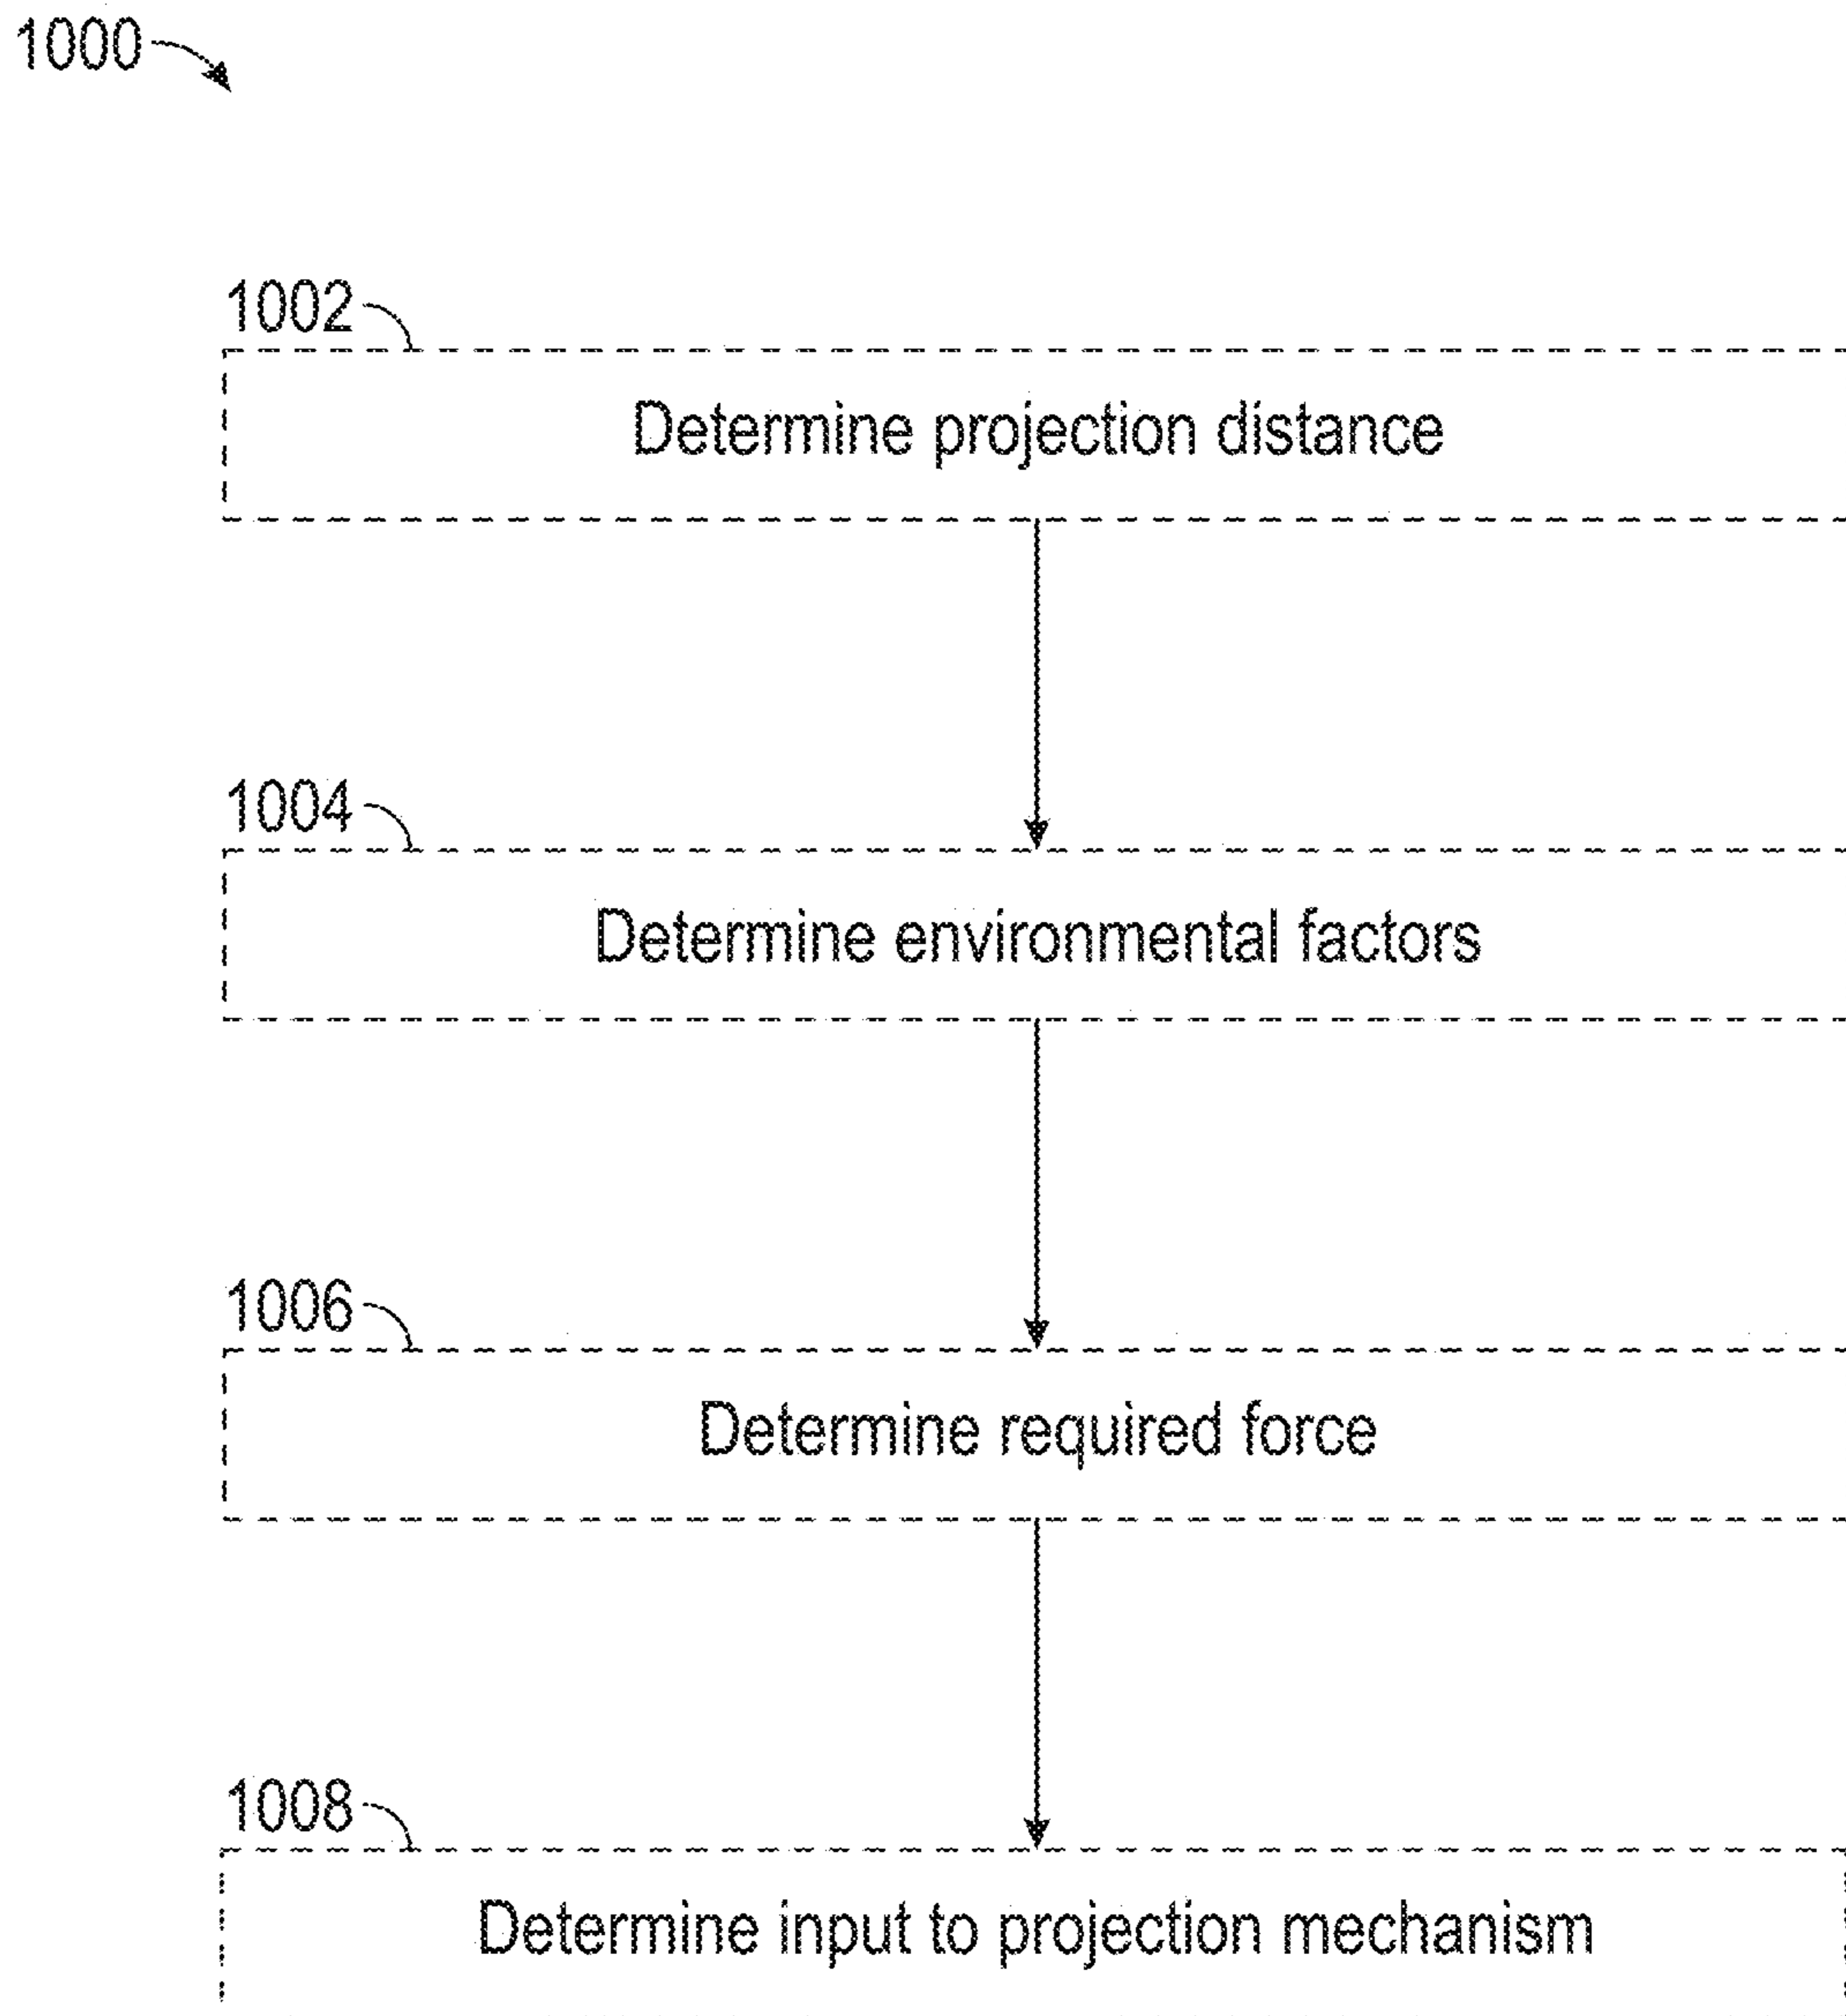 1000
1002
Determine projection distance
1004
Determine environmental factors
1006
Determine required force
1008
Determine input to projection mechanism